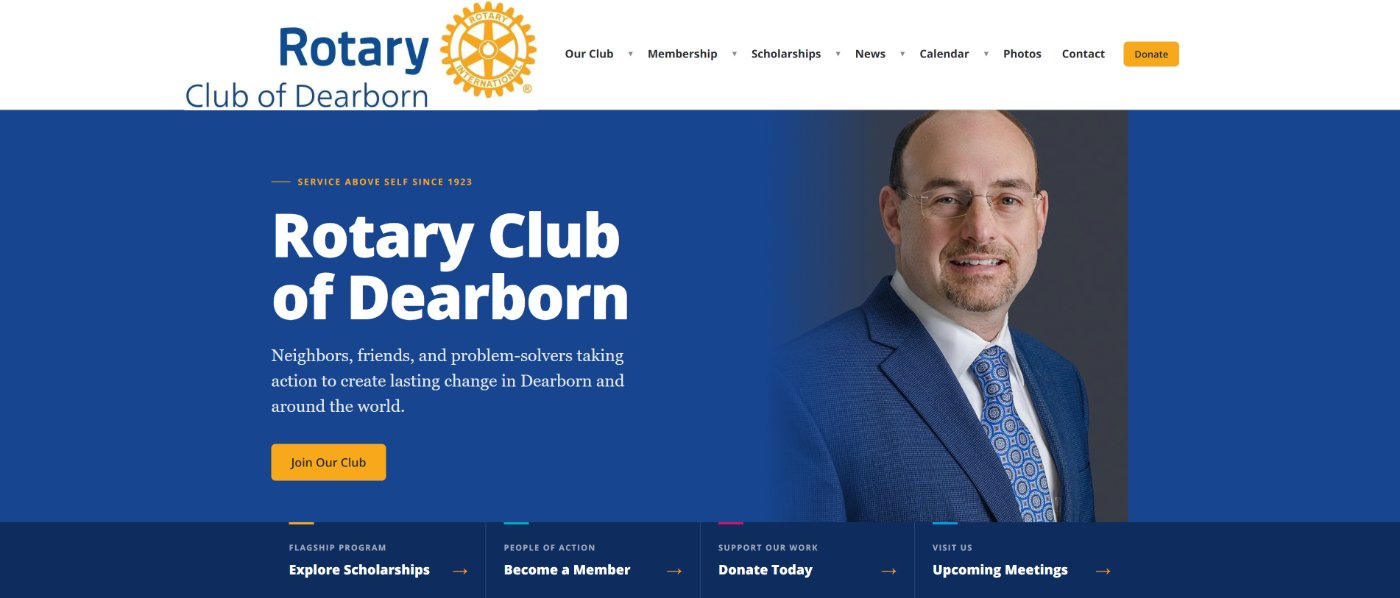 Rotary
Club of Dearborn
ROTARY
INTERNATIONAL
®
Our Club ▼ Membership ▼ Scholarships ▼ News ▼ Calendar ▼ Photos Contact Donate
SERVICE ABOVE SELF SINCE 1923
Rotary Club
of Dearborn
Neighbors, friends, and problem-solvers taking
action to create lasting change in Dearborn and
around the world.
Join Our Club
FLAGSHIP PROGRAM
Explore Scholarships →
PEOPLE OF ACTION
Become a Member →
SUPPORT OUR WORK
Donate Today →
VISIT US
Upcoming Meetings →